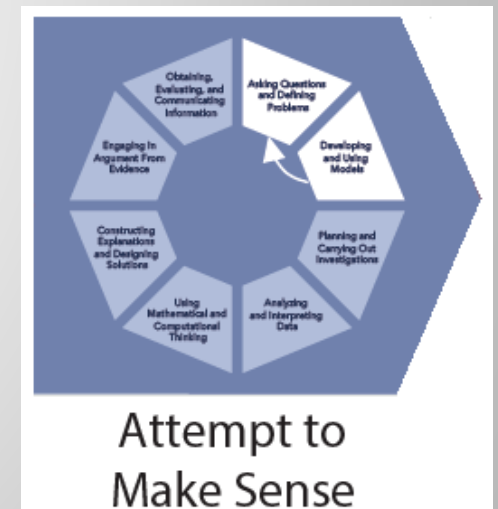 Asking Questions
and Defining
Problems
Developing
and Using
Models
Planning and
Carrying Out
Investigations
Analyzing
and Interpreting
Data
Using
Mathematical and
Computational
Thinking
Constructing
Explanations
and Designing
Solutions
Engaging in
Argument From
Evidence
Obtaining,
Evaluating, and
Communicating
Information
Attempt to
Make Sense